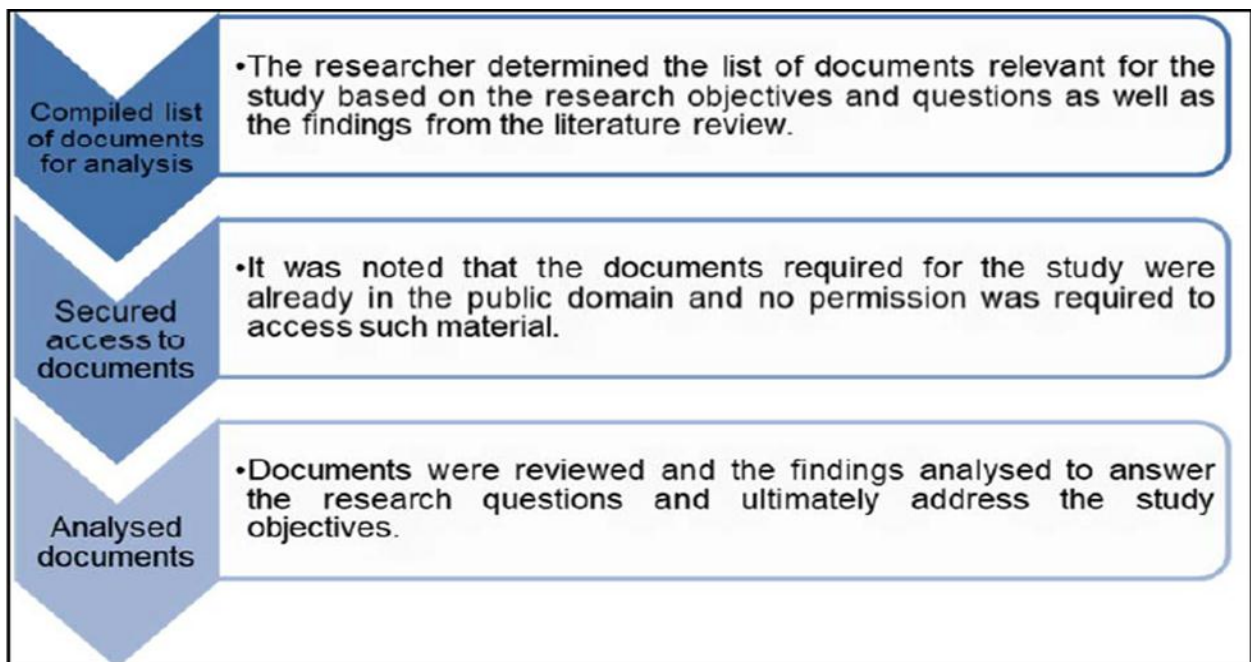 Compiled list
of documents
for analysis
•The researcher determined the list of documents relevant for the
study based on the research objectives and questions as well as
the findings from the literature review.
Secured
access to
documents
•It was noted that the documents required for the study were
already in the public domain and no permission was required to
access such material.
Analysed
documents
•Documents were reviewed and the findings analysed to answer
the research questions and ultimately address the study
objectives.